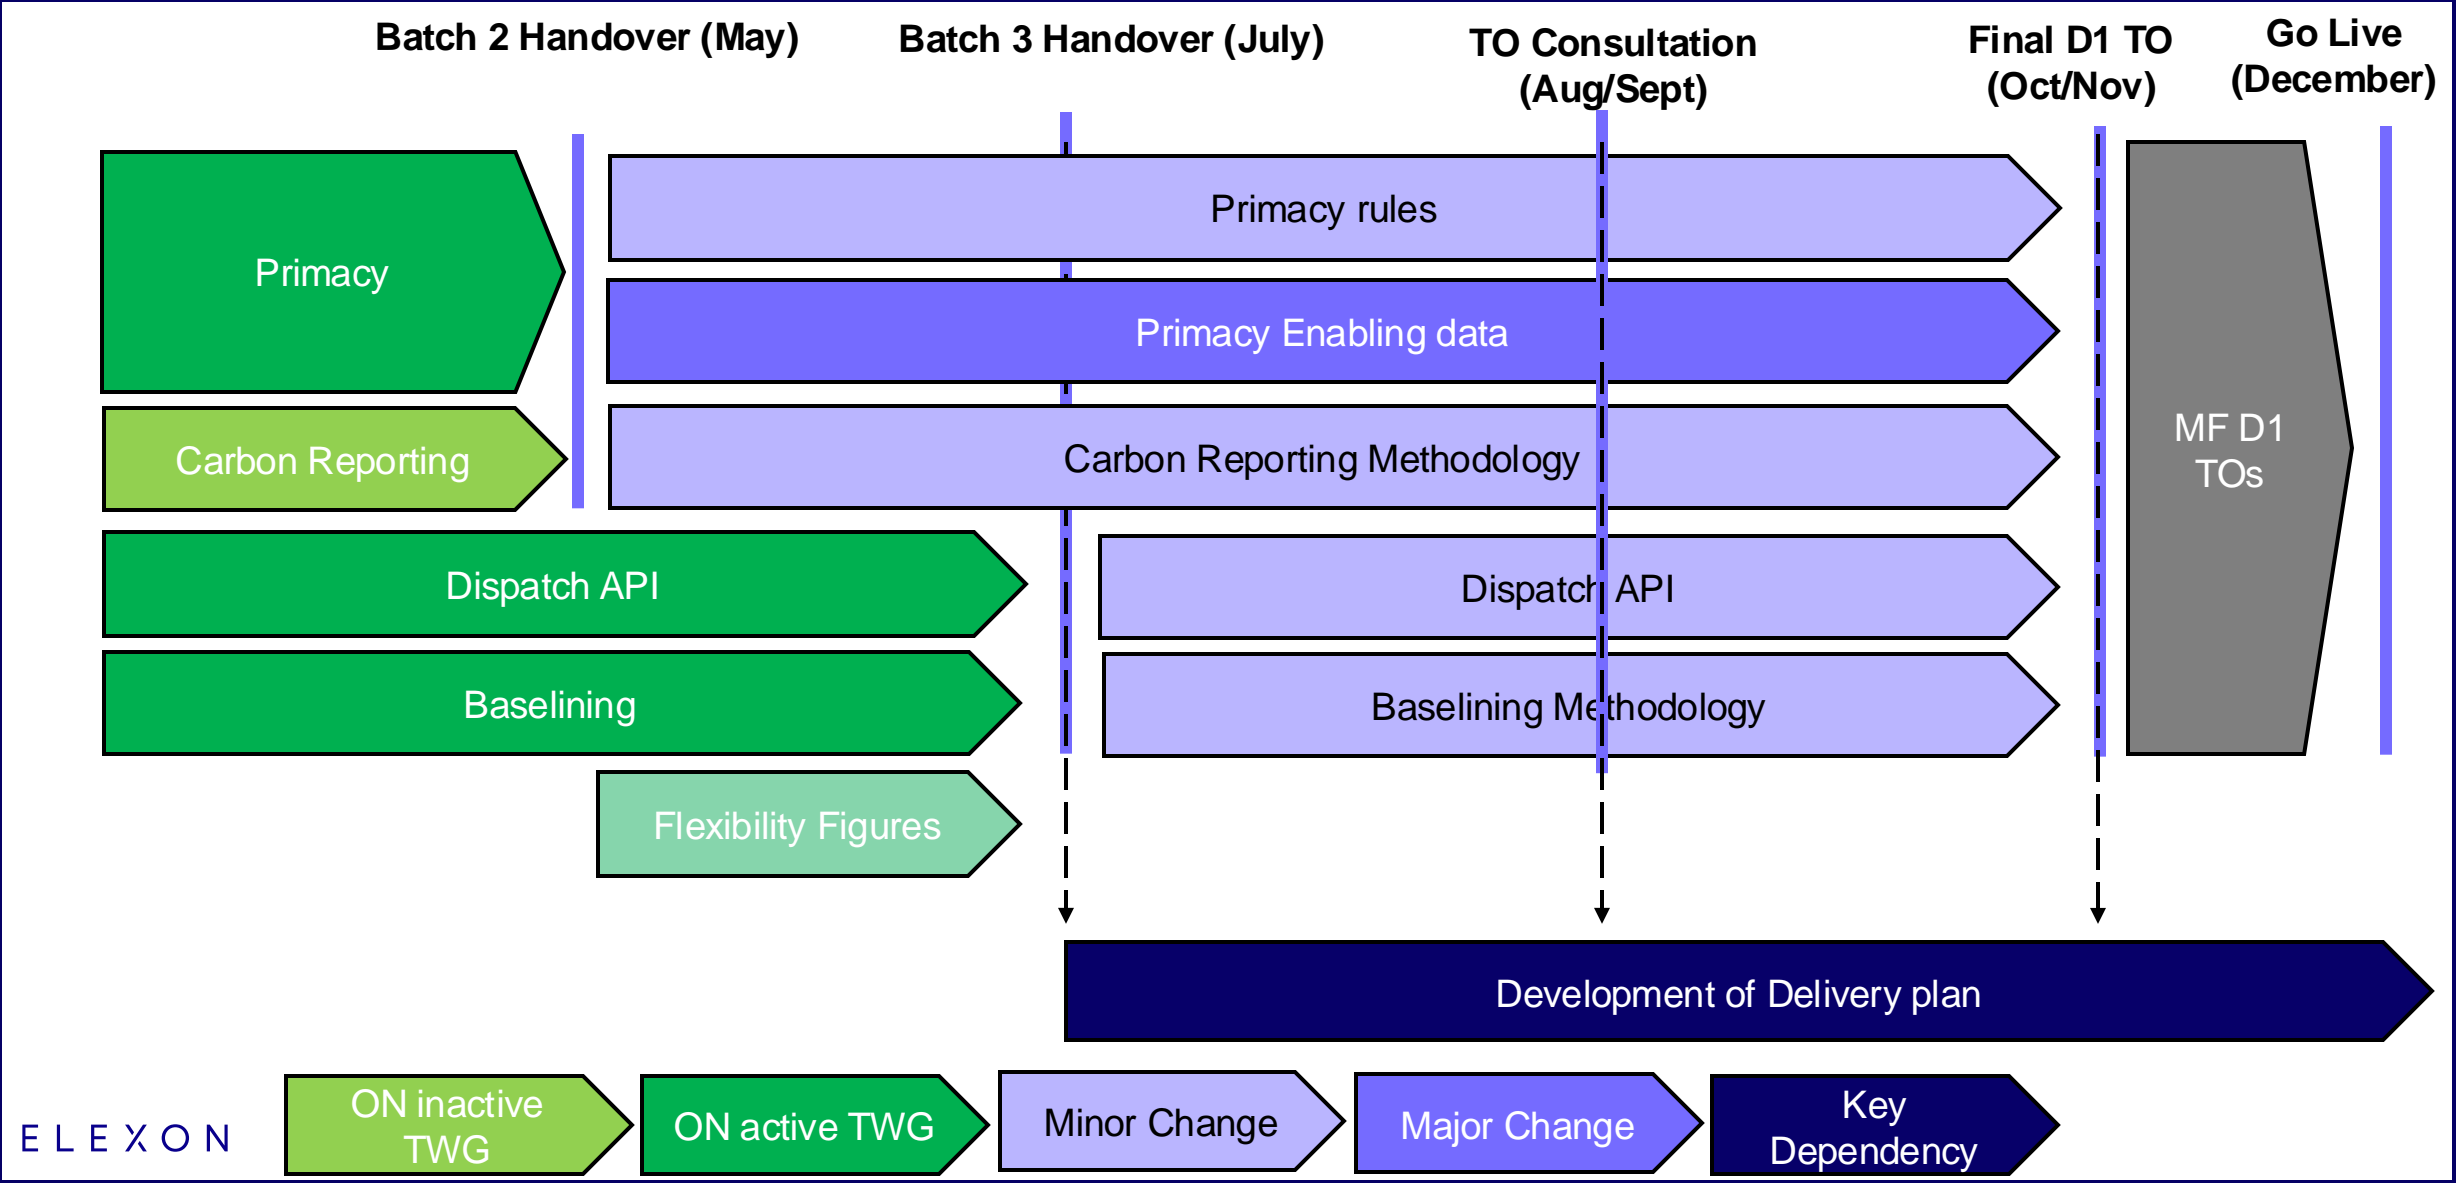 Batch 2 Handover (May)
Batch 3 Handover (July)
TO Consultation
(Aug/Sept)
Final D1 TO
(Oct/Nov)
Go Live
(December)
Primacy
Primacy rules
Primacy Enabling data
Carbon Reporting
Carbon Reporting Methodology
MF D1
TOs
Dispatch API
Dispatch API
Baselining
Baselining Methodology
Flexibility Figures
Development of Delivery plan
ELEXON
ON inactive
TWG
ON active TWG
Minor Change
Major Change
Key
Dependency